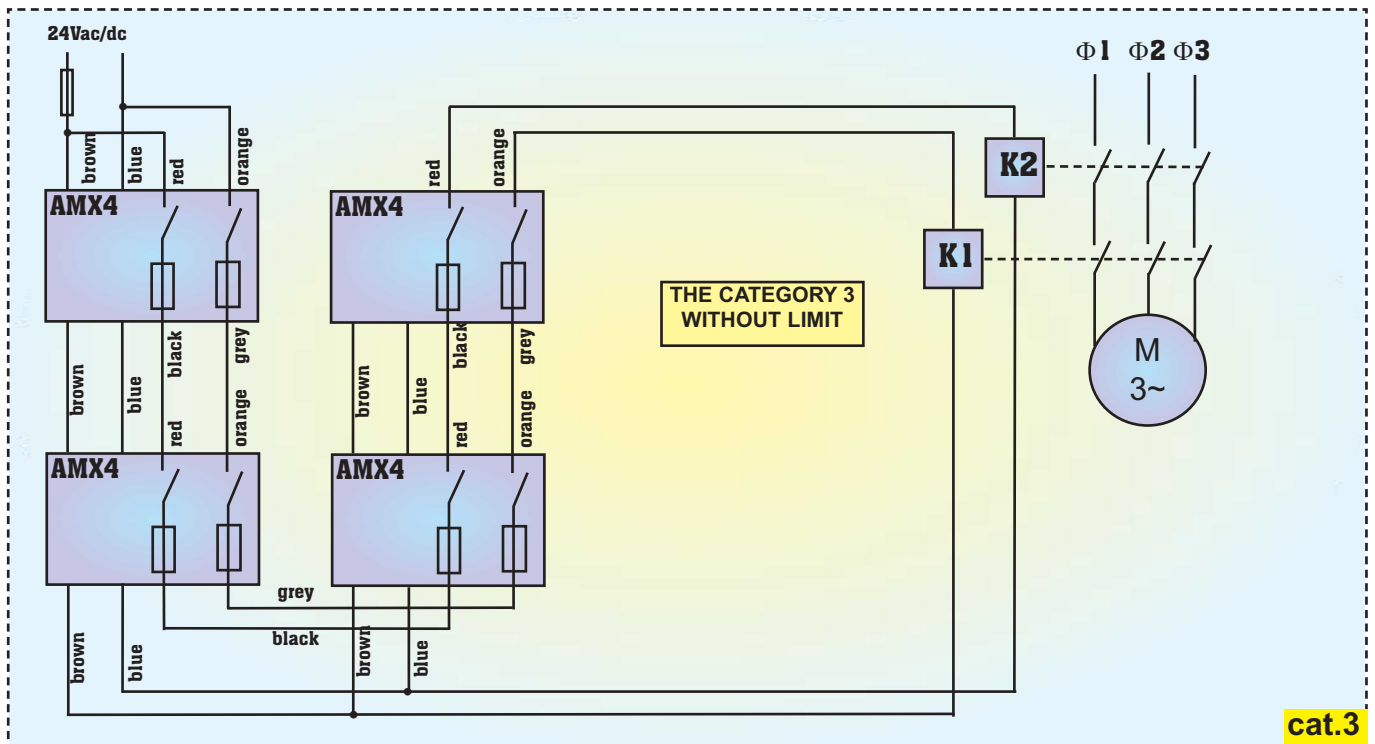 24Vac/dc
Φ1 Φ2 Φ3
brown
blue
red
orange
red
orange
K2
AMX4
AMX4
K1
THE CATEGORY 3
WITHOUT LIMIT
brown
blue
black
grey
brown
blue
black
grey
red
orange
red
orange
M
3~
AMX4
AMX4
grey
black
brown
blue
brown
blue
cat.3